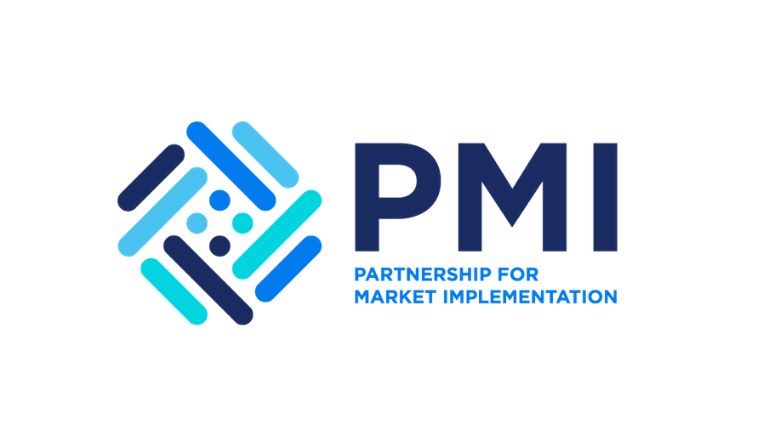 PMI
PARTNERSHIP FOR
MARKET IMPLEMENTATION